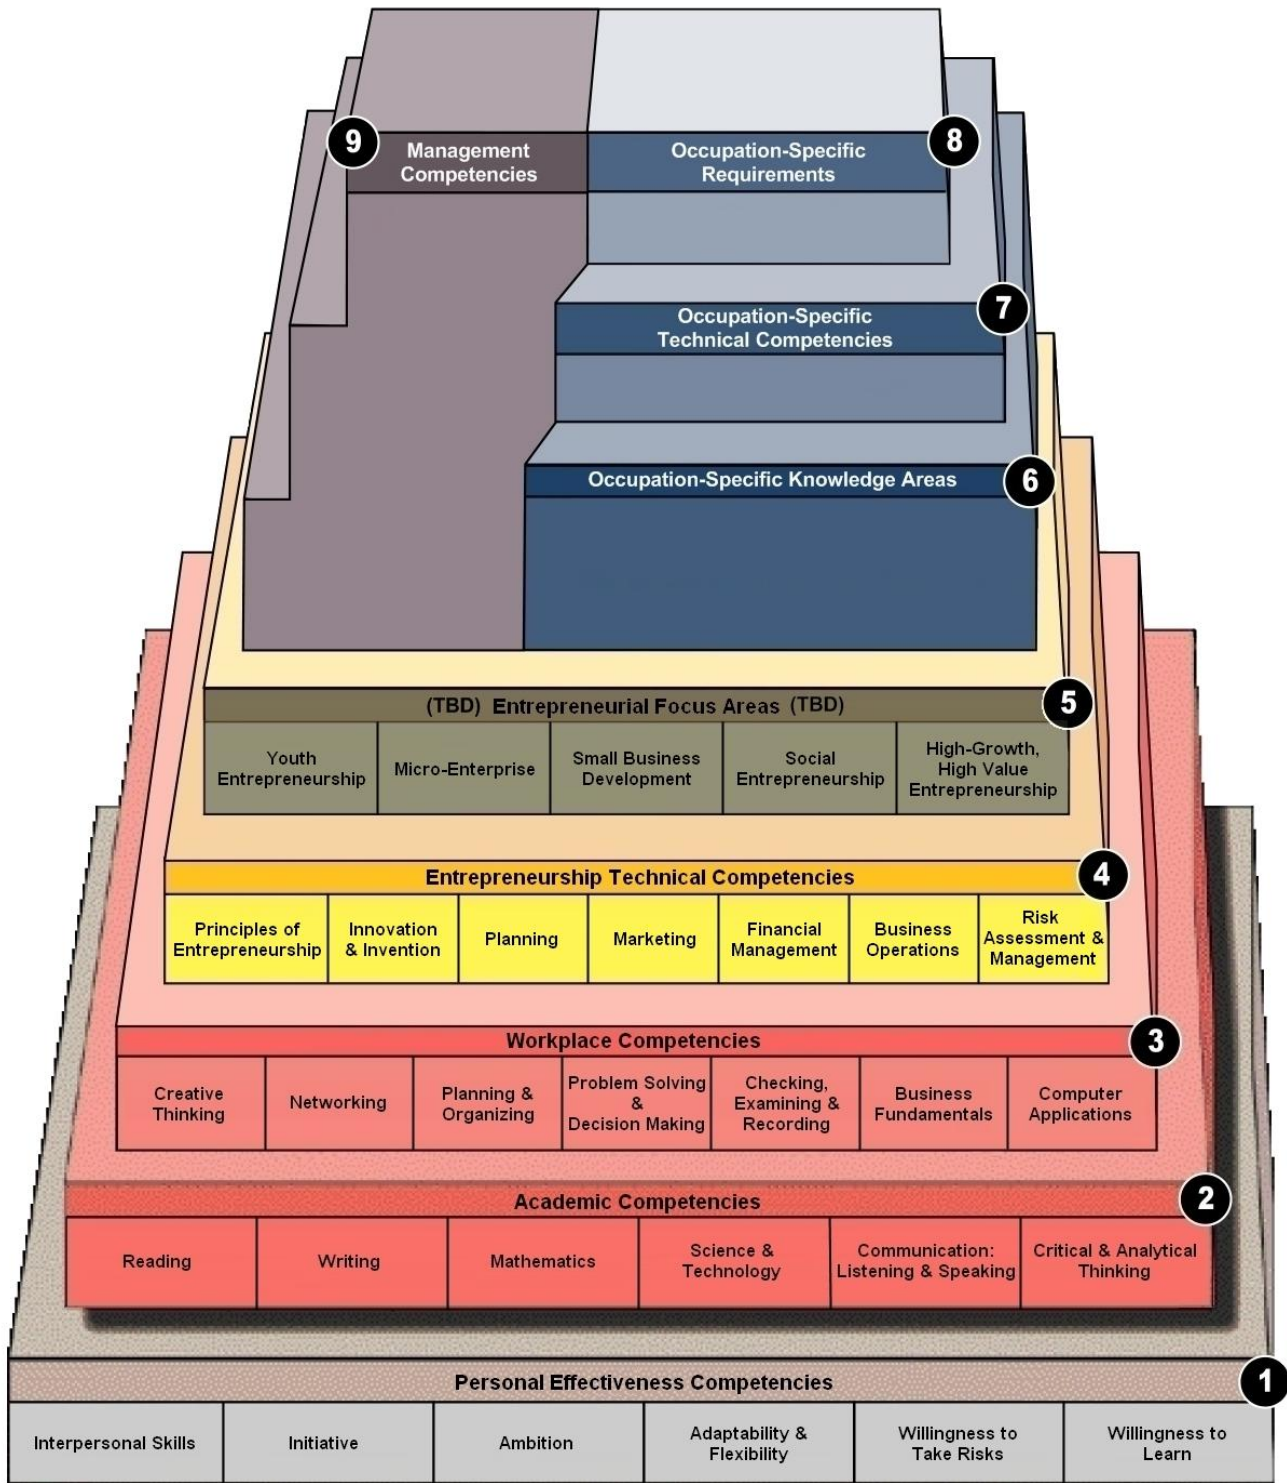 9
Management
Competencies
Occupation-Specific
Requirements
8
Occupation-Specific
Technical Competencies
7
Occupation-Specific Knowledge Areas
6
(TBD) Entrepreneurial Focus Areas (TBD)
5
Youth
Entrepreneurship
Micro-Enterprise
Small Business
Development
Social
Entrepreneurship
High-Growth,
High Value
Entrepreneurship
Entrepreneurship Technical Competencies
4
Principles of
Entrepreneurship
Innovation
& Invention
Planning
Marketing
Financial
Management
Business
Operations
Risk
Assessment &
Management
Workplace Competencies
3
Creative
Thinking
Networking
Planning &
Organizing
Problem Solving
&
Decision Making
Checking,
Examining &
Recording
Business
Fundamentals
Computer
Applications
Academic Competencies
2
Reading
Writing
Mathematics
Science &
Technology
Communication:
Listening & Speaking
Critical & Analytical
Thinking
Personal Effectiveness Competencies
1
Interpersonal Skills
Initiative
Ambition
Adaptability &
Flexibility
Willingness to
Take Risks
Willingness to
Learn